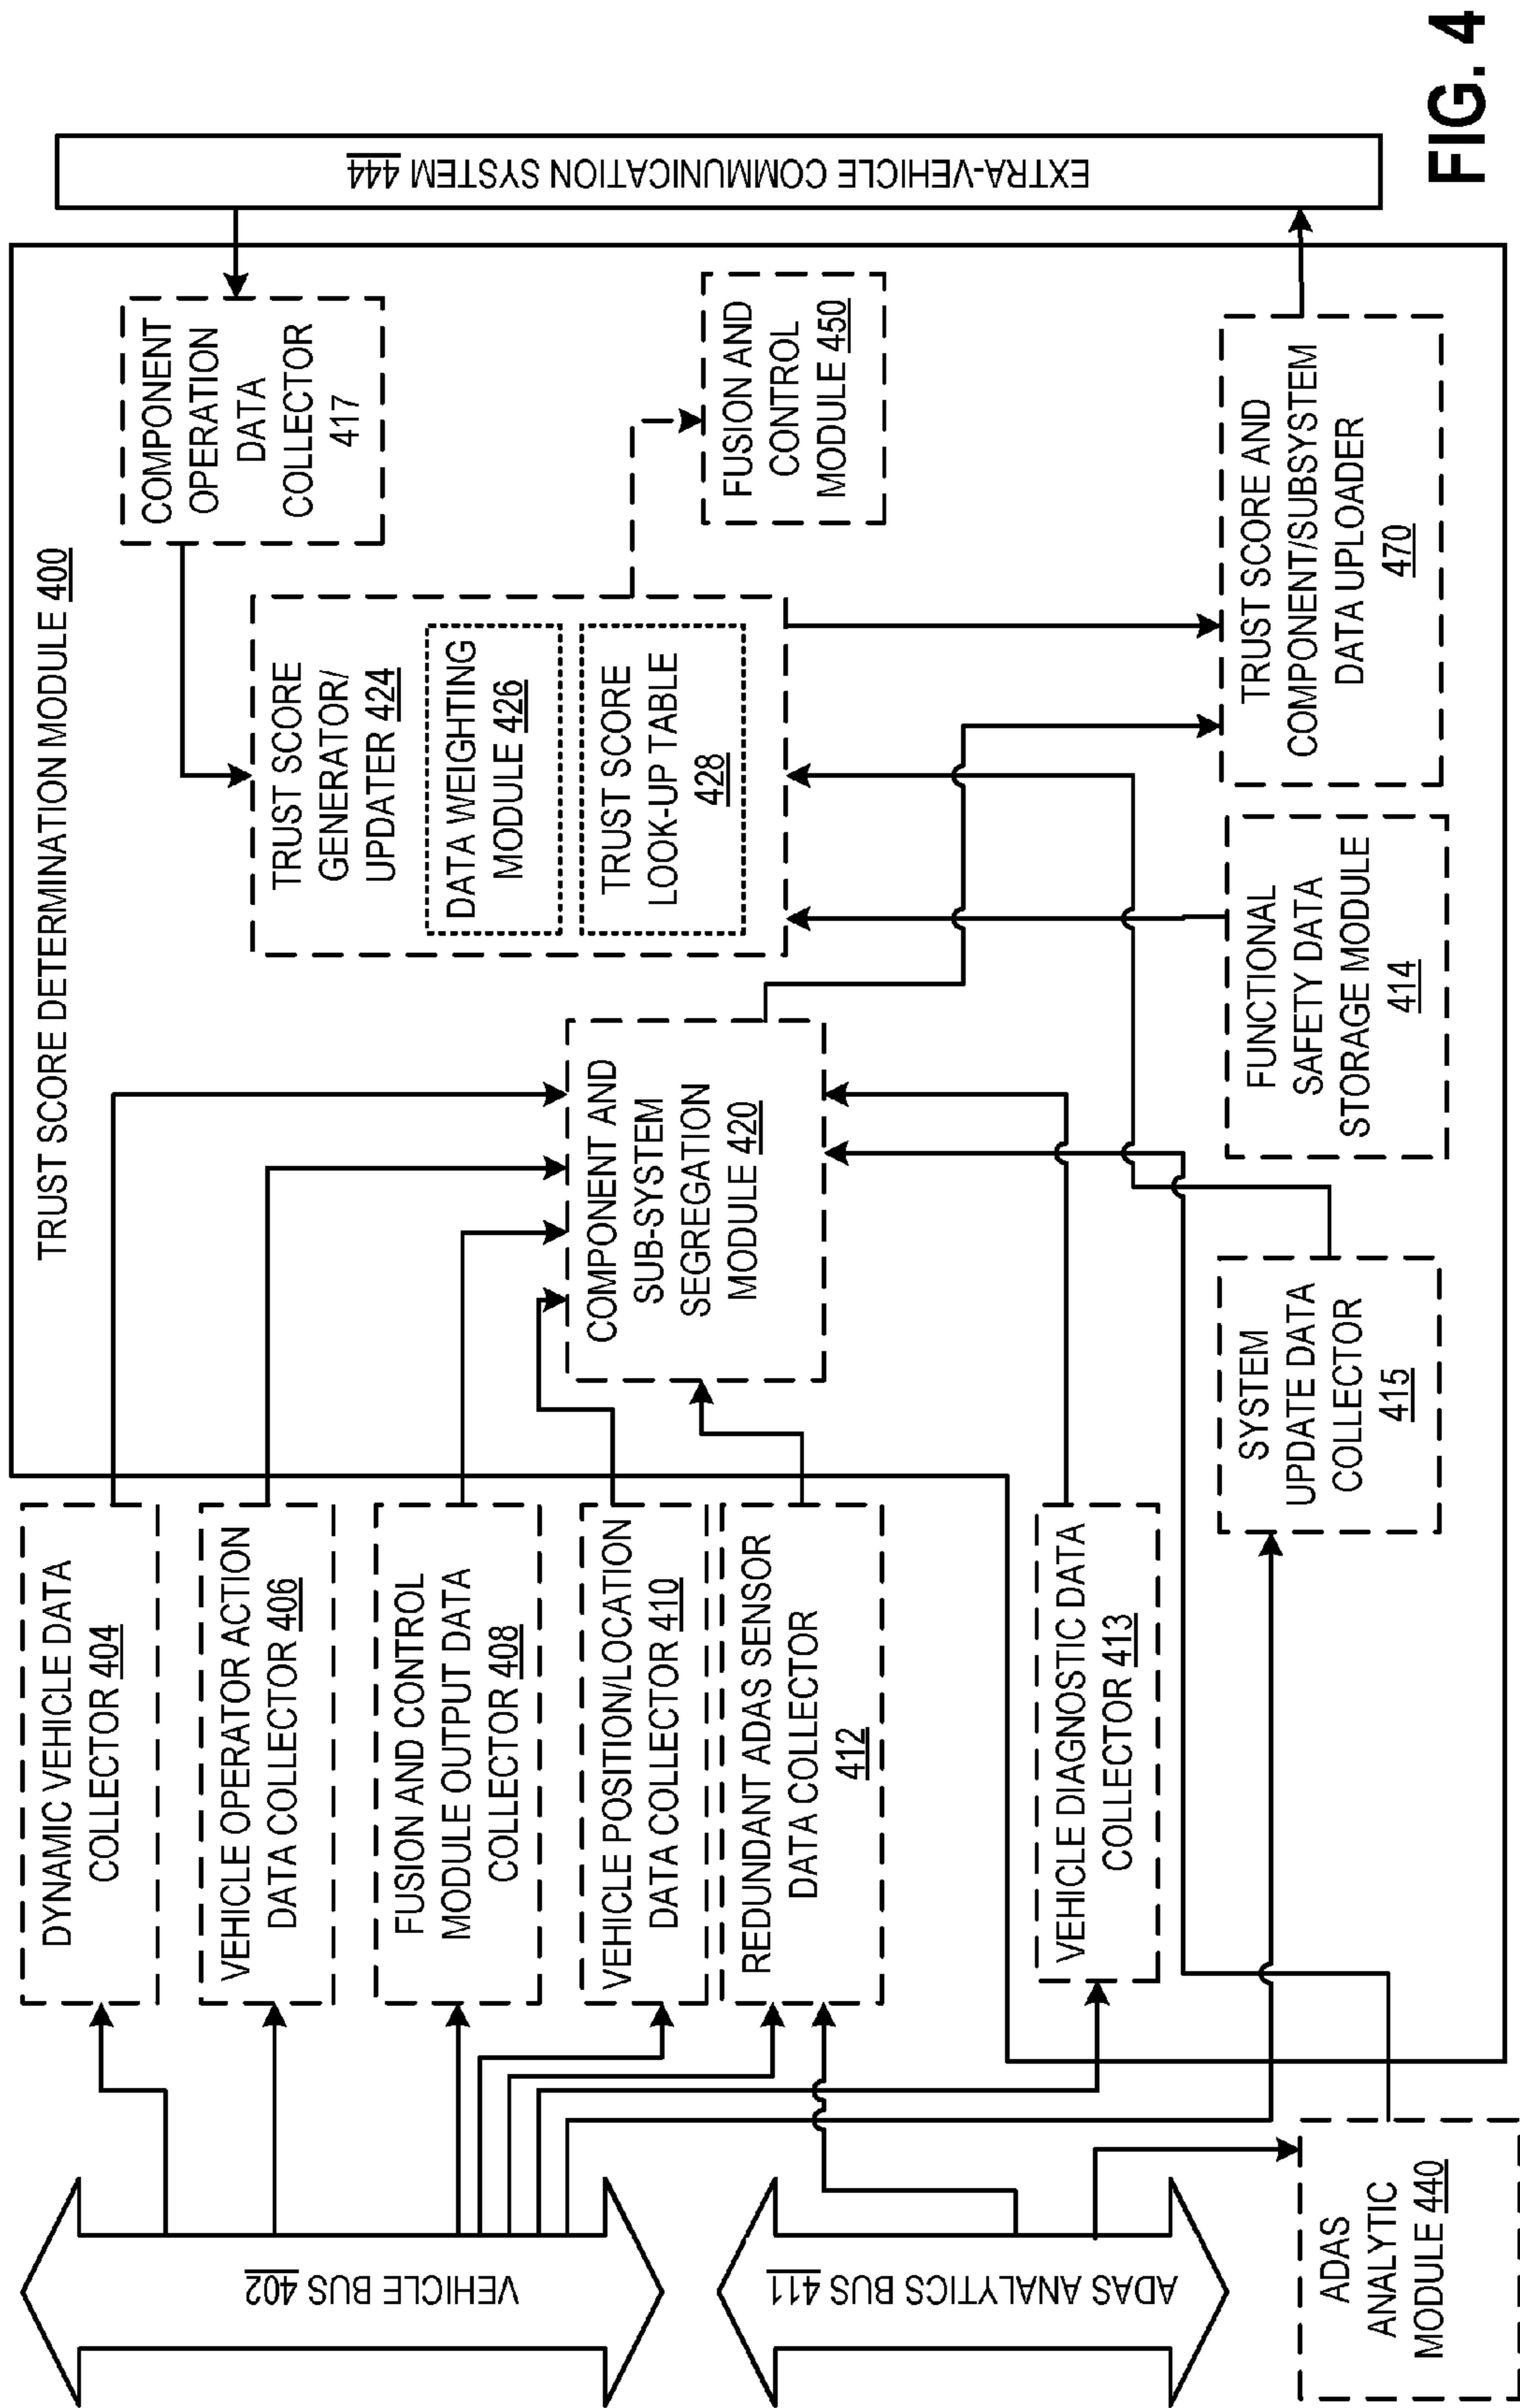 TRUST SCORE DETERMINATION MODULE 400
VEHICLE BUS 402
ADAS ANALYTICS BUS 411
ADAS
ANALYTIC
MODULE 440
DYNAMIC VEHICLE DATA
COLLECTOR 404
VEHICLE OPERATOR ACTION
DATA COLLECTOR 406
FUSION AND CONTROL
MODULE OUTPUT DATA
COLLECTOR 408
VEHICLE POSITION/LOCATION
DATA COLLECTOR 410
REDUNDANT ADAS SENSOR
DATA COLLECTOR
412
VEHICLE DIAGNOSTIC DATA
COLLECTOR 413
SYSTEM
UPDATE DATA
COLLECTOR
415
COMPONENT AND
SUB-SYSTEM
SEGREGATION
MODULE 420
FUNCTIONAL
SAFETY DATA
STORAGE MODULE
414
TRUST SCORE
GENERATOR/
UPDATER 424
DATA WEIGHTING
MODULE 426
TRUST SCORE
LOOK-UP TABLE
428
COMPONENT
OPERATION
DATA
COLLECTOR
417
FUSION AND
CONTROL
MODULE 450
TRUST SCORE AND
COMPONENT/SUBSYSTEM
DATA UPLOADER
470
EXTRA-VEHICLE COMMUNICATION SYSTEM 444
FIG. 4